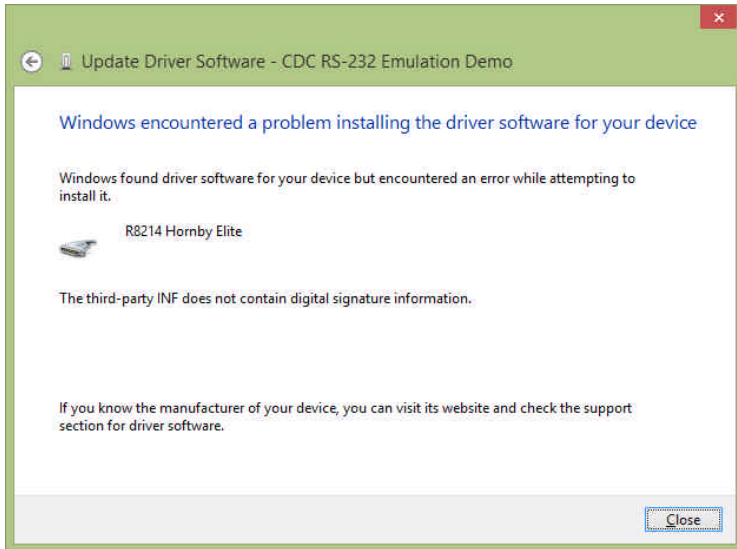 Update Driver Software - CDC RS-232 Emulation Demo
Windows encountered a problem installing the driver software for your device
Windows found driver software for your device but encountered an error while attempting to
install it.
R8214 Hornby Elite
The third-party INF does not contain digital signature information.
If you know the manufacturer of your device, you can visit its website and check the support
section for driver software.
Close